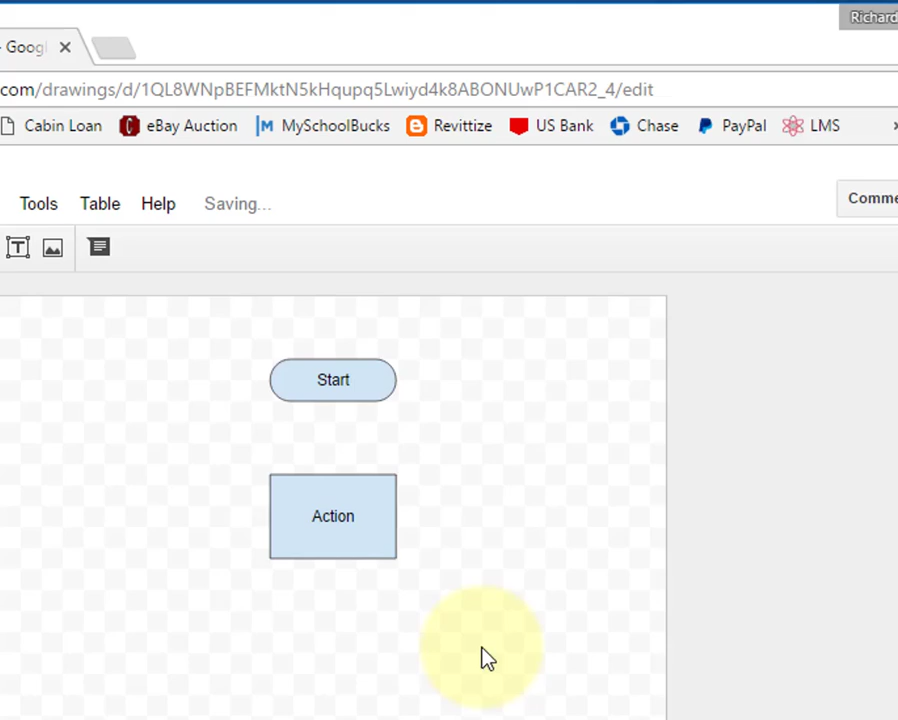 Richard
- Googl
com/drawings/d/1QL8WNpBEFMktN5kHqupq5Lwiyd4k8ABONUwP1CAR2_4/edit
Cabin Loan eBay Auction MySchoolBucks Revittize US Bank Chase PayPal LMS »
Tools Table Help Saving... Comme
Start
Action